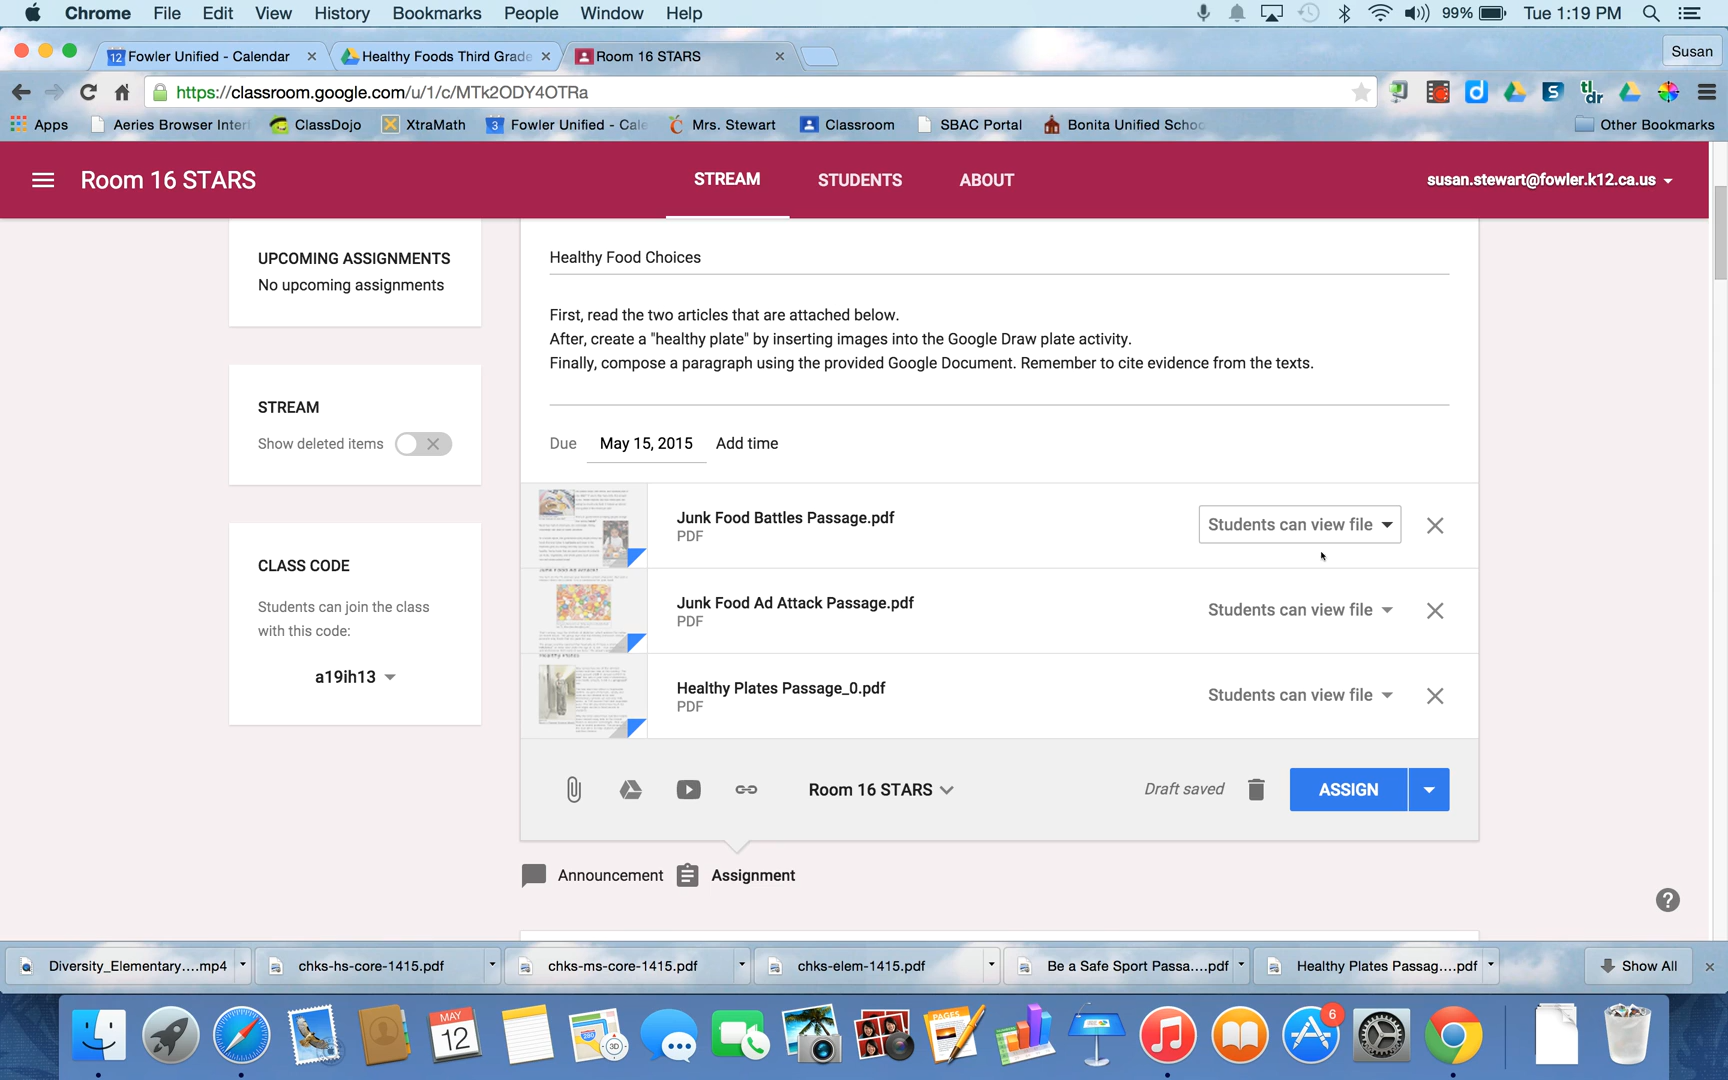 Chrome File Edit View History Bookmarks People Window Help 99% Tue 1:19 PM
12 Fowler Unified - Calendar Healthy Foods Third Grade Room 16 STARS Susan
https://classroom.google.com/u/1/c/MTk2ODY4OTRa
Apps Aeries Browser Inter ClassDojo XtraMath 3 Fowler Unified - Cale Mrs. Stewart Classroom SBAC Portal Bonita Unified Schoo Other Bookmarks
Room 16 STARS STREAM STUDENTS ABOUT susan.stewart@fowler.k12.ca.us
UPCOMING ASSIGNMENTS
No upcoming assignments
STREAM
Show deleted items
CLASS CODE
Students can join the class
with this code:
a19ih13
Healthy Food Choices
First, read the two articles that are attached below.
After, create a "healthy plate" by inserting images into the Google Draw plate activity.
Finally, compose a paragraph using the provided Google Document. Remember to cite evidence from the texts.
Due May 15, 2015 Add time
Junk Food Battles Passage.pdf
PDF
Students can view file
Junk Food Ad Attack Passage.pdf
PDF
Students can view file
Healthy Plates Passage_0.pdf
PDF
Students can view file
Room 16 STARS Draft saved ASSIGN
Announcement Assignment
?
Diversity_Elementary....mp4 chks-hs-core-1415.pdf chks-ms-core-1415.pdf chks-elem-1415.pdf Be a Safe Sport Passa....pdf Healthy Plates Passag....pdf Show All
MAY
12
3D
PAGES
6